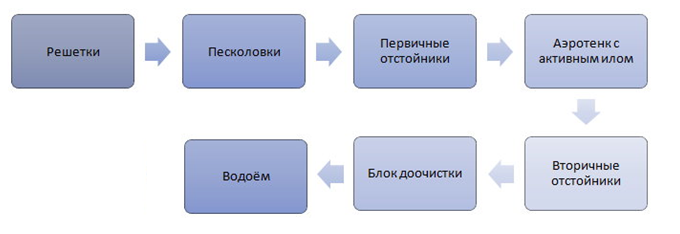 Решетки
Песколовки
Первичные
отстойники
Аэротенк с
активным илом
Вторичные
отстойники
Блок доочистки
Водоём